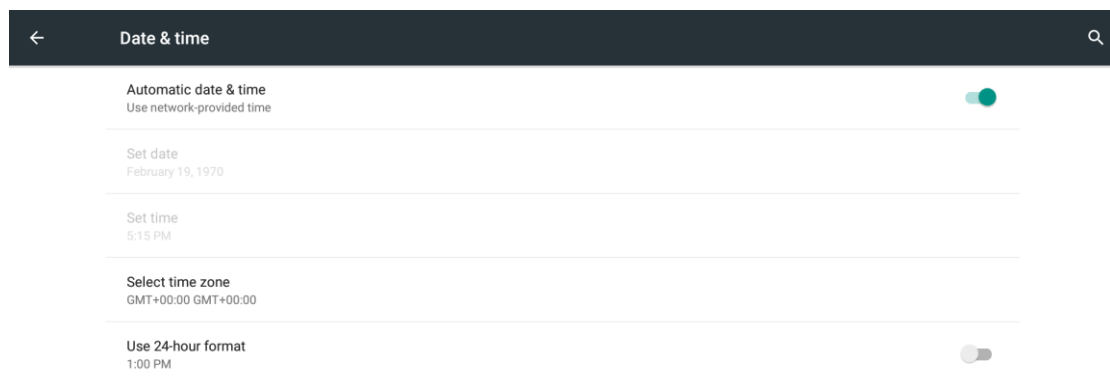 Date & time
Automatic date & time
Use network-provided time
Set date
February 19, 1970
Set time
5:15 PM
Select time zone
GMT+00:00 GMT+00:00
Use 24-hour format
1:00 PM